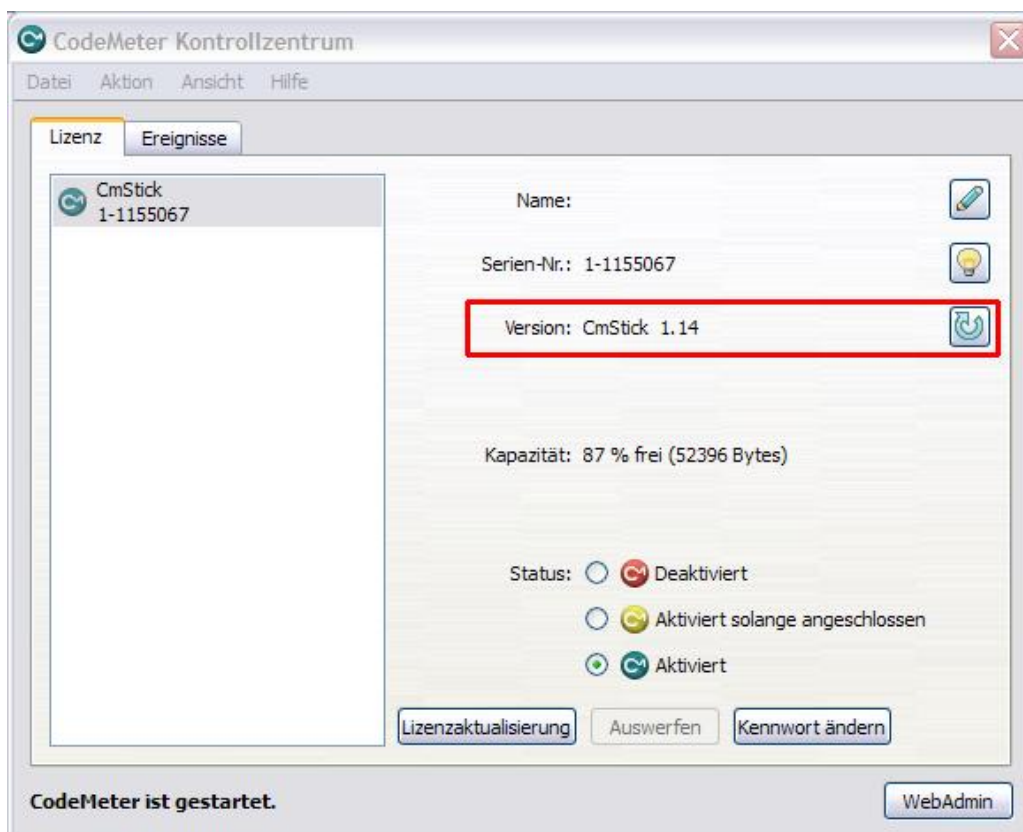 CodeMeter Kontrollzentrum
Datei Aktion Ansicht Hilfe
Lizenz Ereignisse
CmStick
1-1155067
Name:
Serien-Nr.: 1-1155067
Version: CmStick 1.14
Kapazität: 87 % frei (52396 Bytes)
Status: Deaktiviert
Aktiviert solange angeschlossen
Aktiviert
Lizenzaktualisierung Auswerfen Kennwort ändern
CodeMeter ist gestartet. WebAdmin